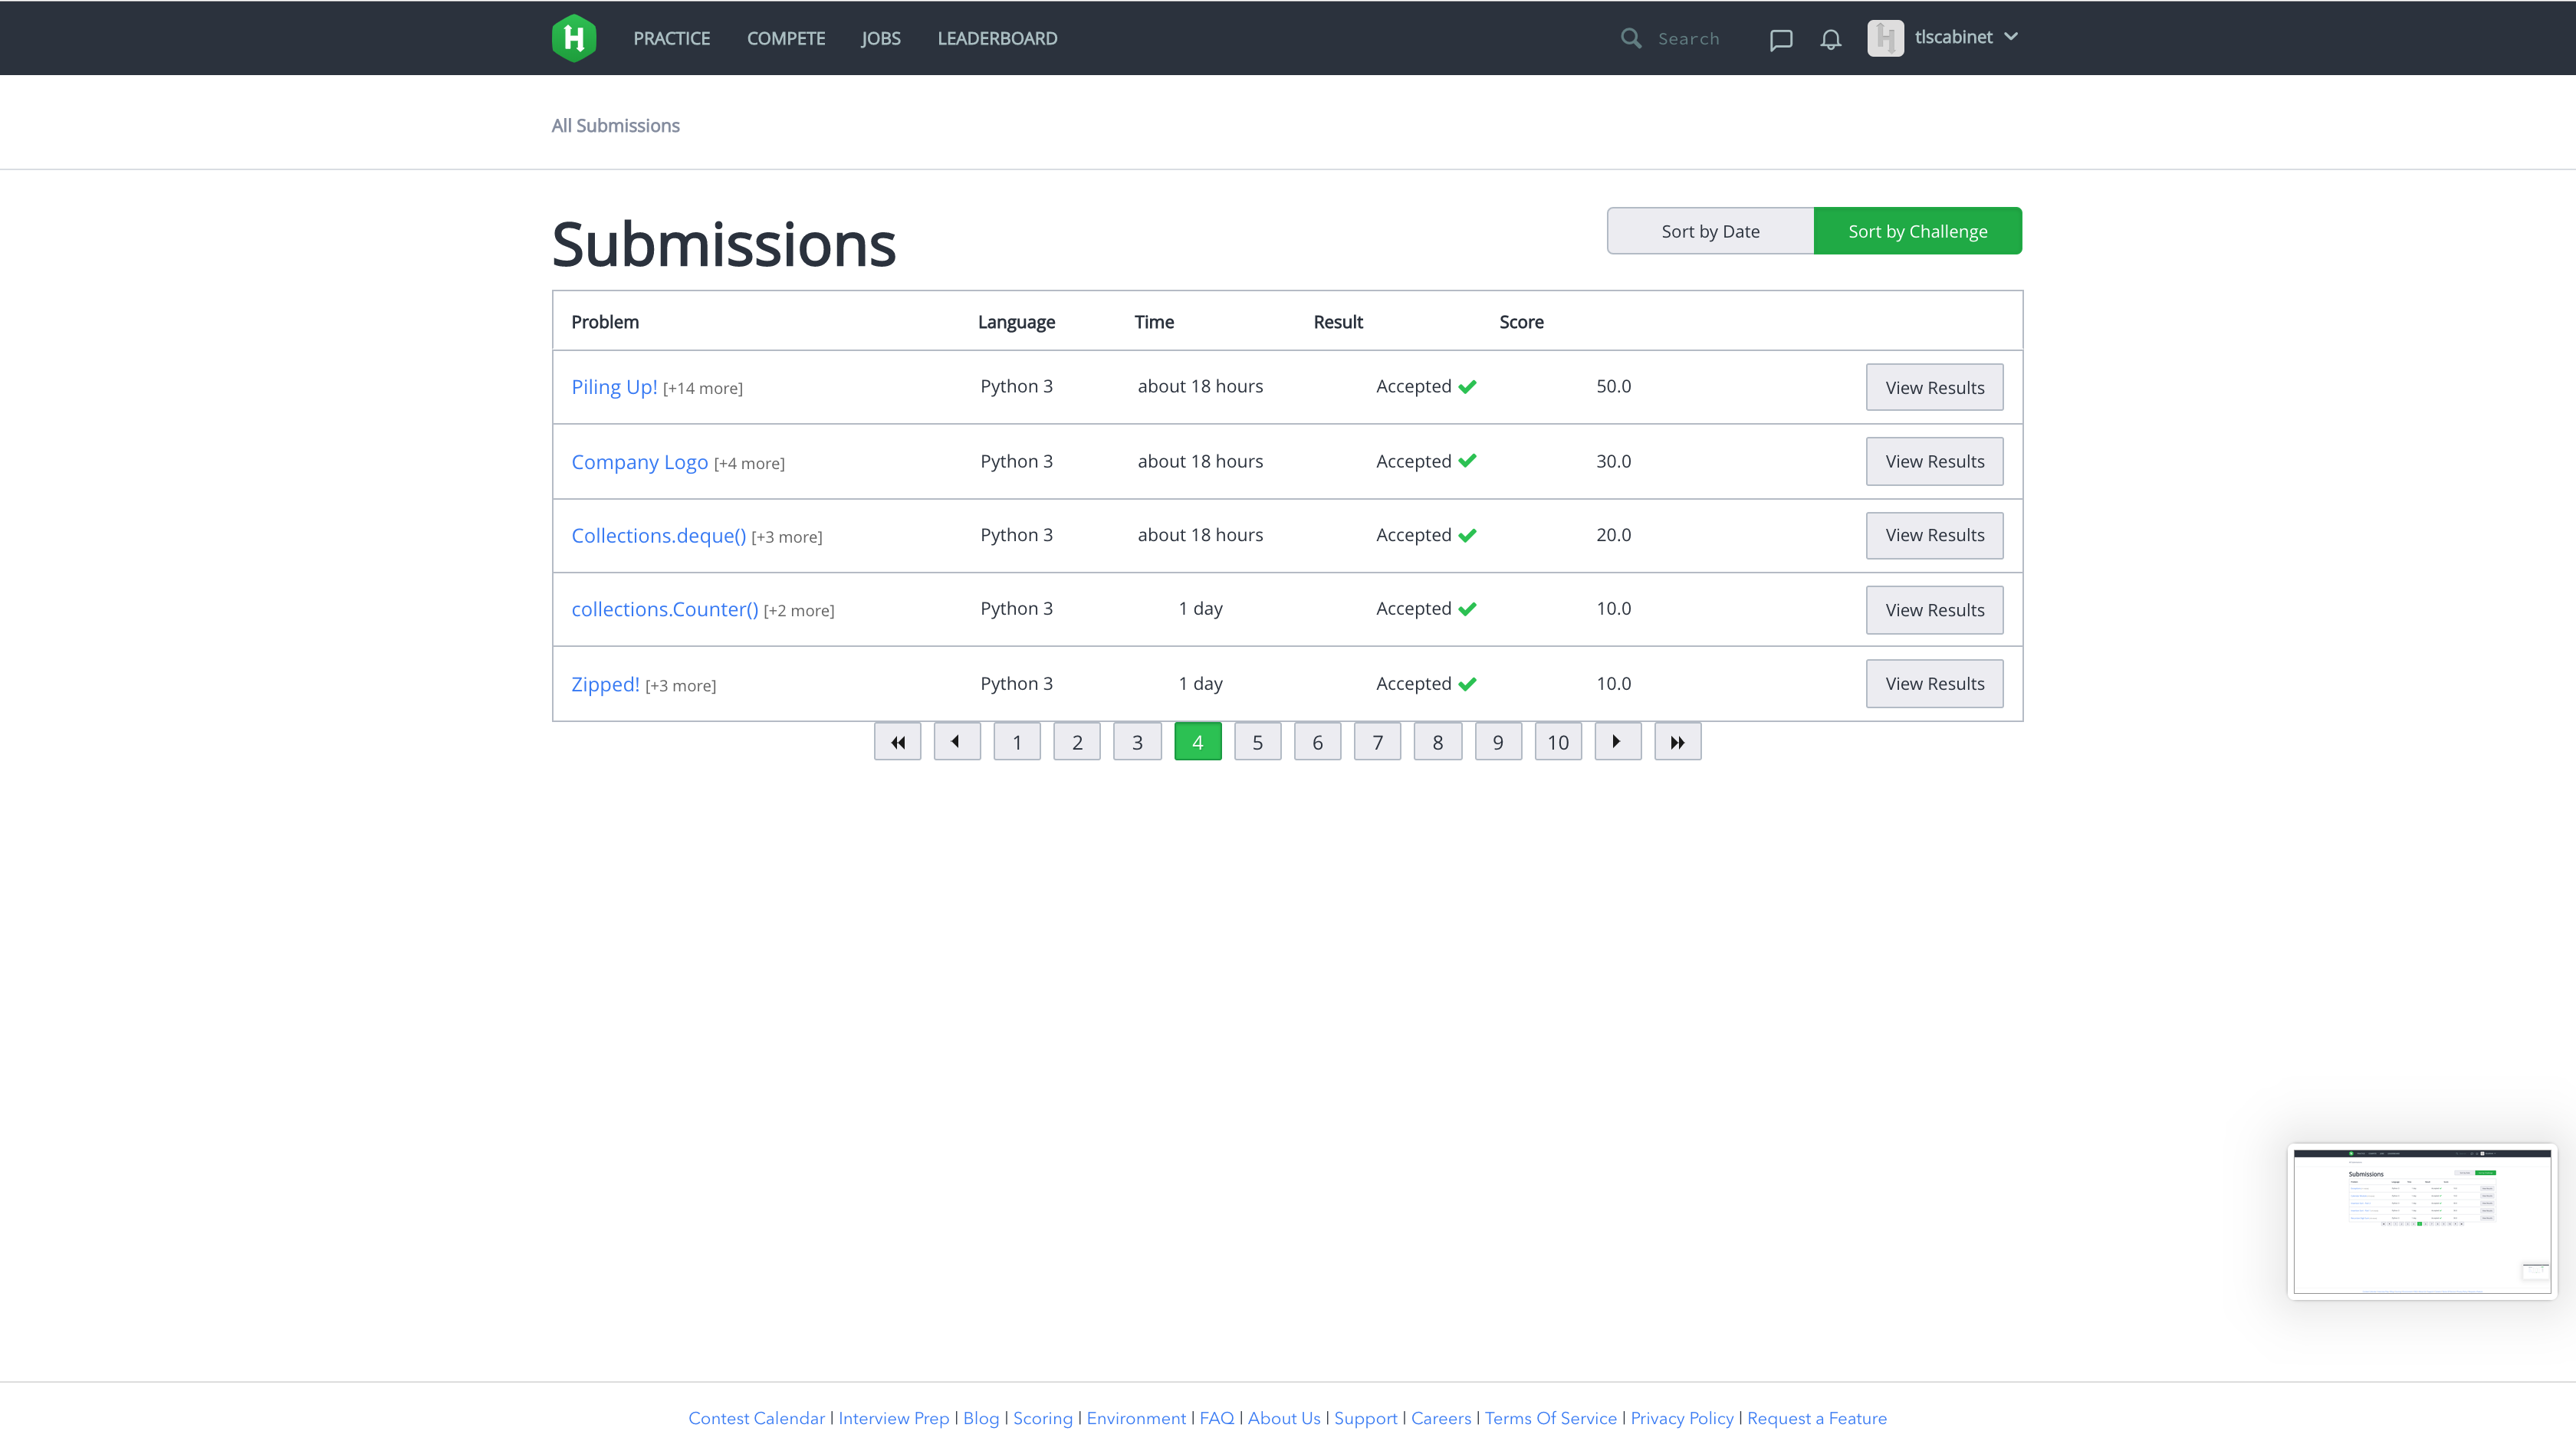 PRACTICE COMPETE JOBS LEADERBOARD Search tlscabinet
All Submissions
Submissions
Sort by Date Sort by Challenge
Problem Language Time Result Score
Piling Up! [+14 more] Python 3 about 18 hours Accepted 50.0 View Results
Company Logo [+4 more] Python 3 about 18 hours Accepted 30.0 View Results
Collections.deque() [+3 more] Python 3 about 18 hours Accepted 20.0 View Results
collections.Counter() [+2 more] Python 3 1 day Accepted 10.0 View Results
Zipped! [+3 more] Python 3 1 day Accepted 10.0 View Results
1 2 3 4 5 6 7 8 9 10
Submissions
Contest Calendar | Interview Prep | Blog | Scoring | Environment | FAQ | About Us | Support | Careers | Terms Of Service | Privacy Policy | Request a Feature